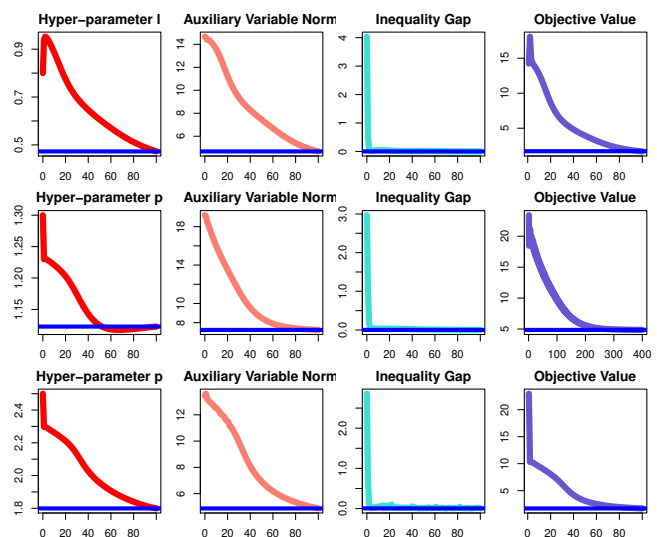 Hyper−parameter l Auxiliary Variable Norm Inequality Gap Objective Value
0.5 0.7 0.9
0 20 40 60 80
6 8 10 14
0 20 40 60 80
0 1 2 3 4
0 20 40 60 80
5 10 15
0 20 40 60 80
Hyper−parameter p Auxiliary Variable Norm Inequality Gap Objective Value
1.15 1.20 1.25 1.30
0 20 40 60 80
8 12 14 18
0 20 40 60 80
0.0 1.0 2.0 3.0
0 20 40 60 80
5 10 15 20
0 100 200 300 400
Hyper−parameter p Auxiliary Variable Norm Inequality Gap Objective Value
1.8 2.0 2.2 2.4
0 20 40 60 80
6 8 10 12
0 20 40 60 80
0.0 1.0 2.0
0 20 40 60 80
5 10 15 20
0 20 40 60 80